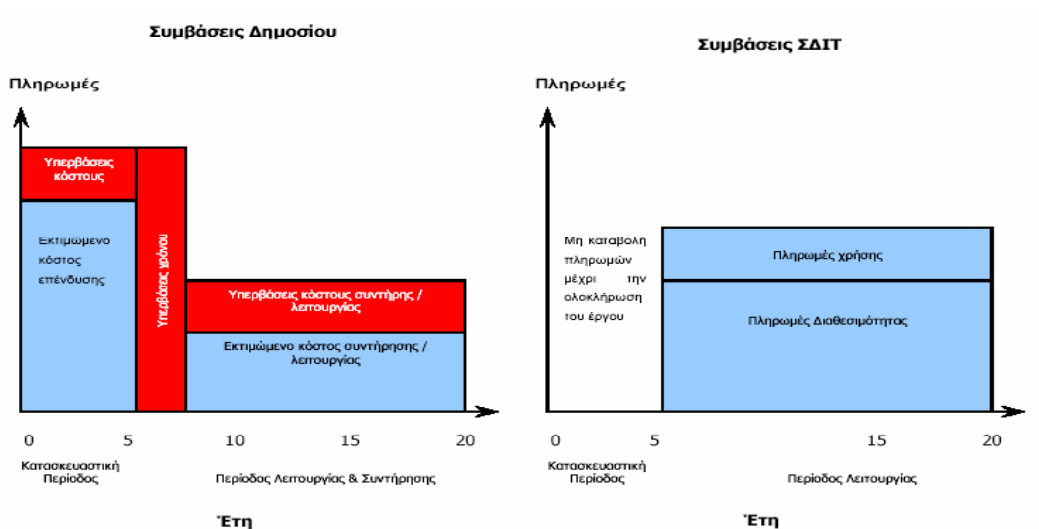 Συμβάσεις Δημοσίου
Πληρωμές
Υπερβάσεις
κόστους
Εκτιμώμενο
κόστος
επένδυσης
Υπερβάσεις χρόνου
Υπερβάσεις κόστους συντήρης /
λειτουργίας
Εκτιμώμενο κόστος συντήρησης /
λειτουργίας
0 5 10 15 20
Κατασκευαστική
Περίοδος
Περίοδος Λειτουργίας & Συντήρησης
Έτη
Συμβάσεις ΣΔΙΤ
Πληρωμές
Μη καταβολη
πληρωμών
μέχρι την
ολοκλήρωση
του έργου
Πληρωμές χρήσης
Πληρωμές Διαθεσιμότητας
0 5 15 20
Κατασκευαστική
Περίοδος
Περίοδος Λειτουργίας
Έτη